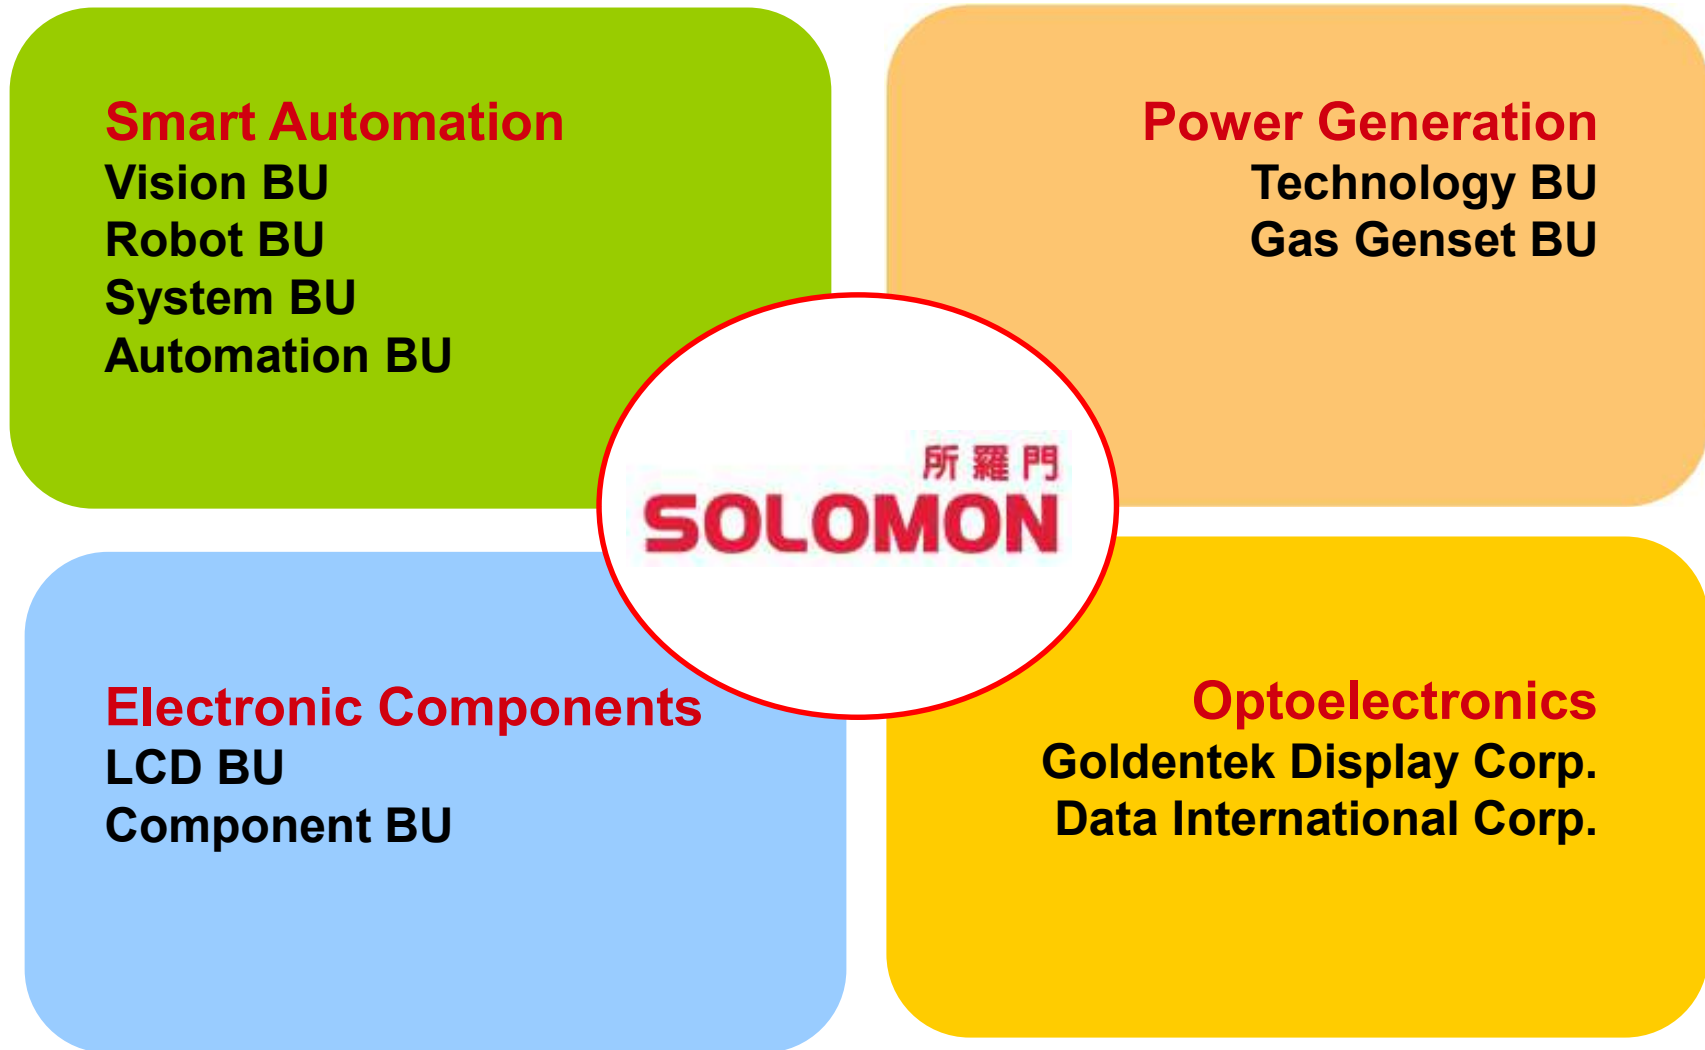 Smart Automation
Vision BU
Robot BU
System BU
Automation BU
Power Generation
Technology BU
Gas Genset BU
所羅門
SOLOMON
Electronic Components
LCD BU
Component BU
Optoelectronics
Goldentek Display Corp.
Data International Corp.